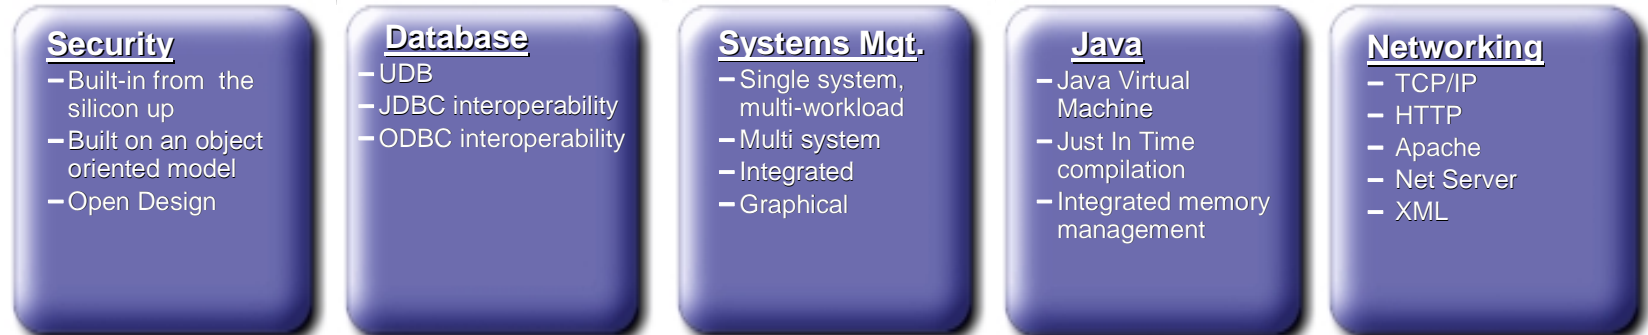 Security
– Built-in from the
silicon up
– Built on an object
oriented model
– Open Design
Database
– UDB
– JDBC interoperability
– ODBC interoperability
Systems Mgt.
– Single system,
multi-workload
– Multi system
– Integrated
– Graphical
Java
– Java Virtual
Machine
– Just In Time
compilation
– Integrated memory
management
Networking
– TCP/IP
– HTTP
– Apache
– Net Server
– XML